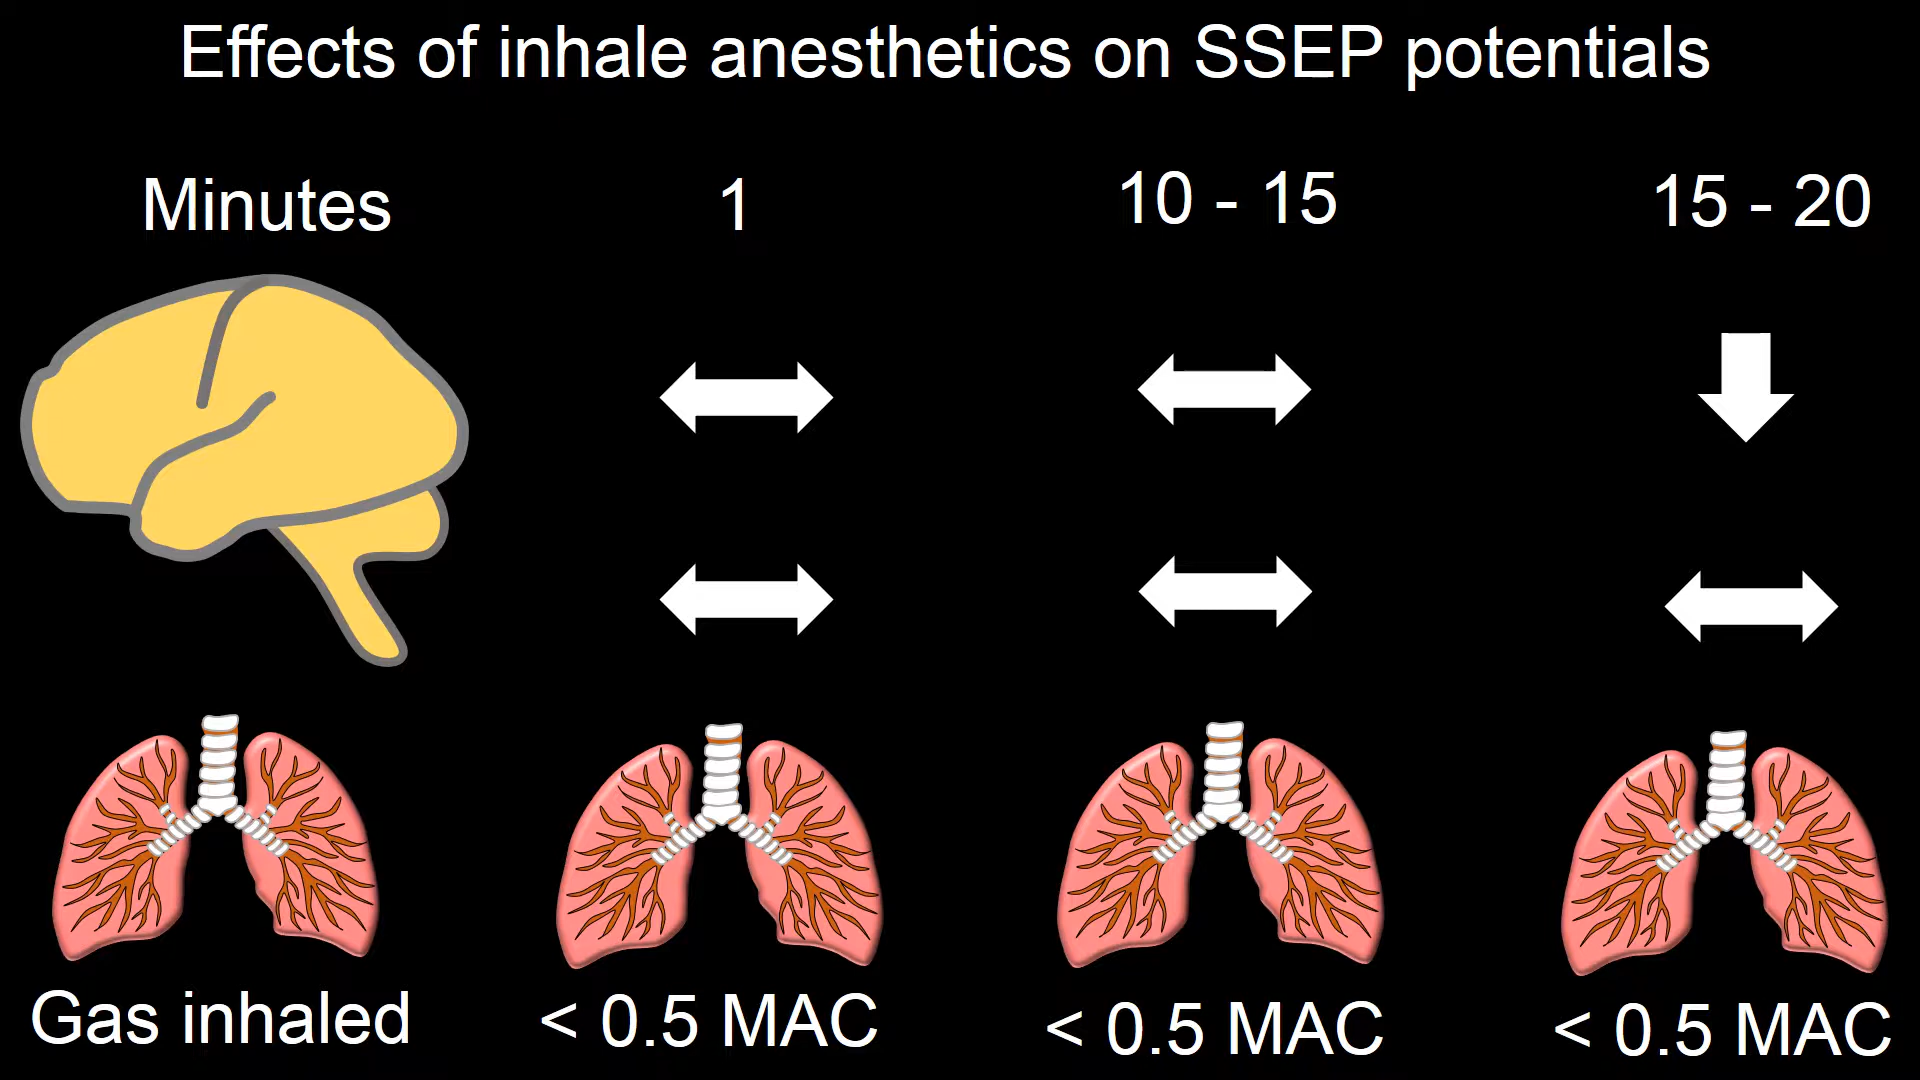 Effects of inhale anesthetics on SSEP potentials
Minutes 1 10 - 15 15 - 20
Gas inhaled < 0.5 MAC < 0.5 MAC < 0.5 MAC